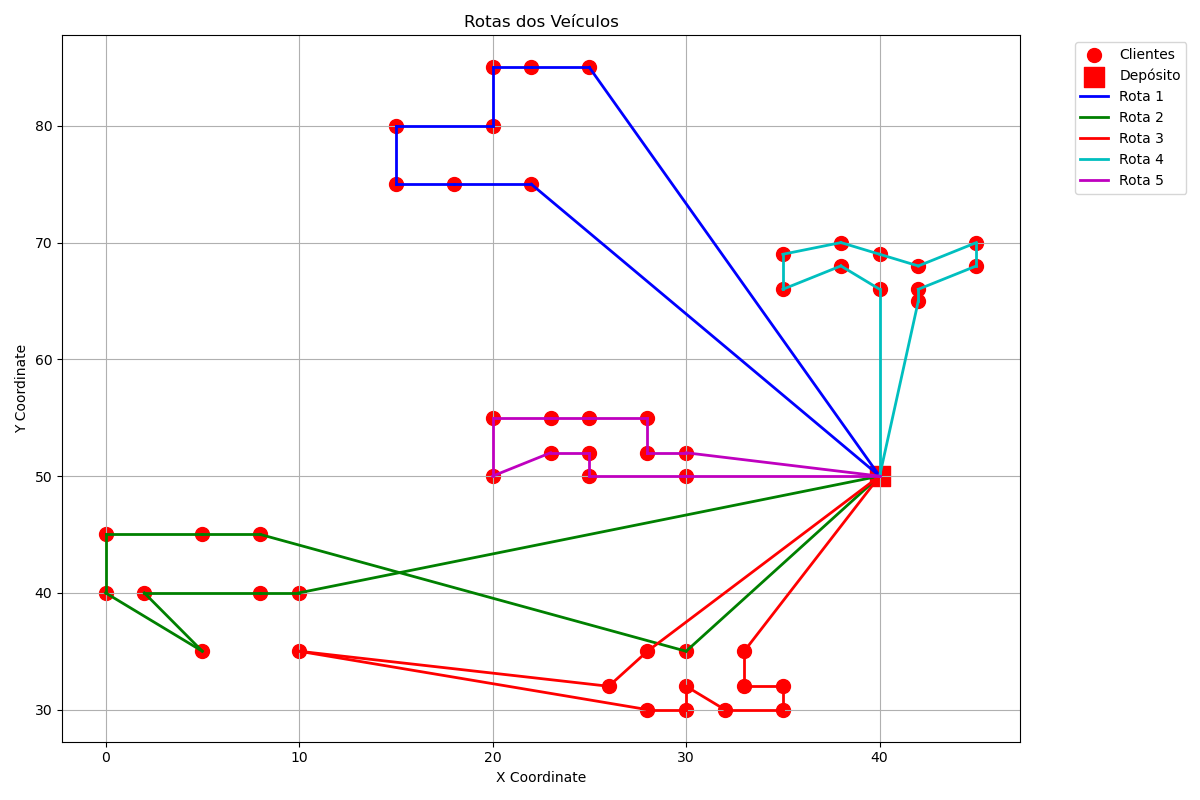 Rotas dos Veículos
Clientes
Depósito
Rota 1
Rota 2
Rota 3
Rota 4
Rota 5
Y Coordinate
80
70
60
50
40
30
0 10 20 30 40
X Coordinate